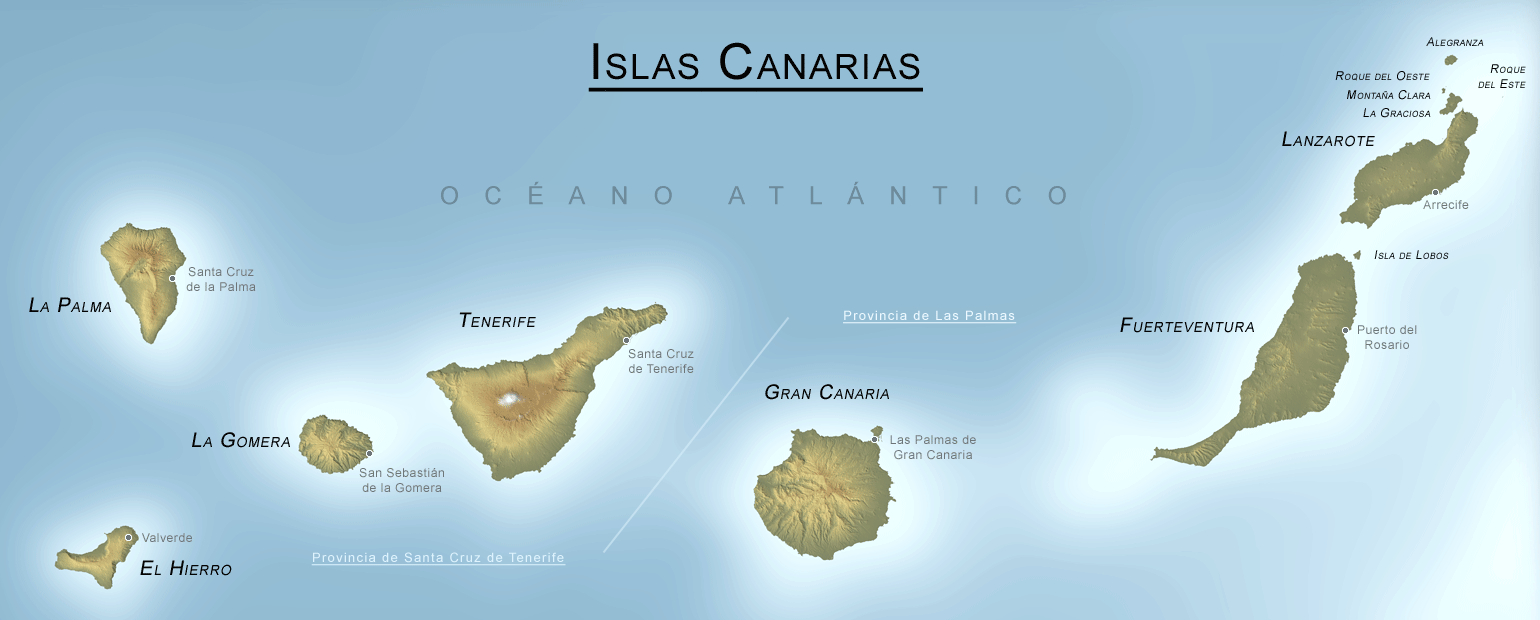 Islas Canarias
OCÉANO ATLÁNTICO
Alegranza
Roque
del Este
Roque del Oeste
Montaña Clara
La Graciosa
Lanzarote
Arrecife
Isla de Lobos
Fuerteventura
Puerto del
Rosario
Santa Cruz
de la Palma
La Palma
Tenerife
Santa Cruz
de Tenerife
Provincia de Las Palmas
Gran Canaria
Las Palmas de
Gran Canaria
La Gomera
San Sebastián
de la Gomera
Valverde
El Hierro
Provincia de Santa Cruz de Tenerife